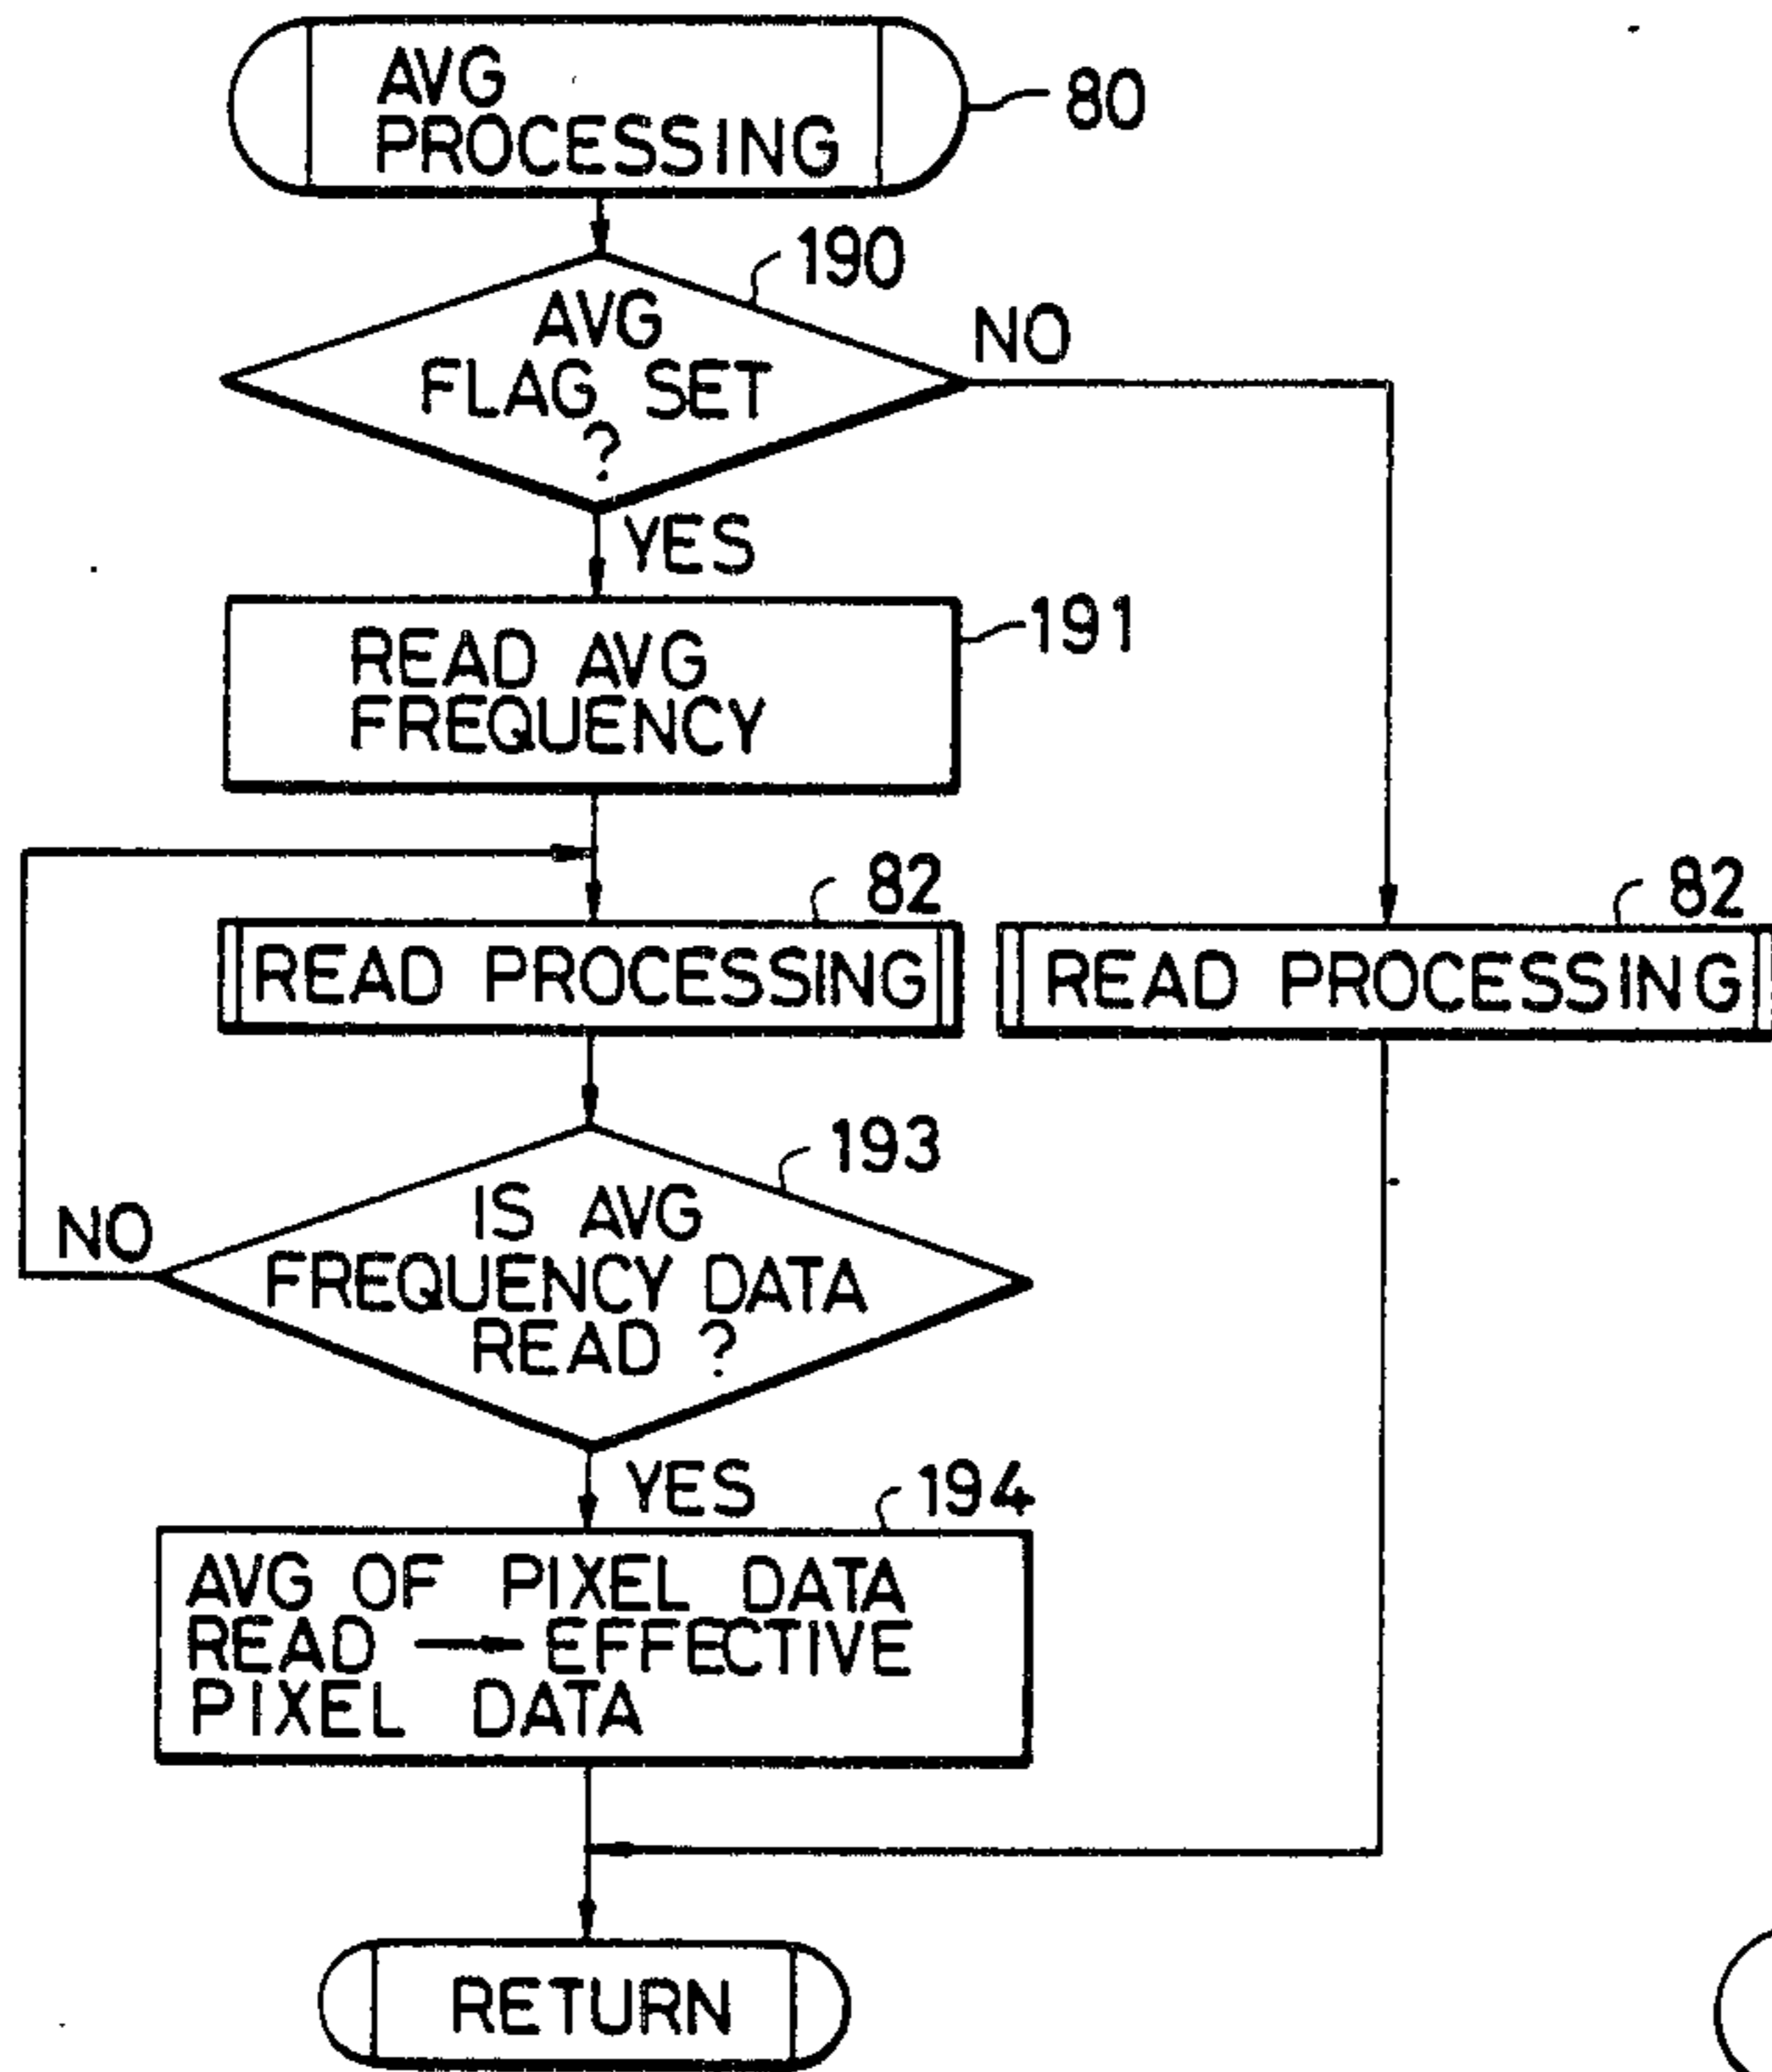 AVG
PROCESSING
80
190
AVG
FLAG SET
?
NO
YES
191
READ AVG
FREQUENCY
82
READ PROCESSING
82
READ PROCESSING
193
IS AVG
FREQUENCY DATA
READ ?
NO
YES
194
AVG OF PIXEL DATA
READ → EFFECTIVE
PIXEL DATA
RETURN